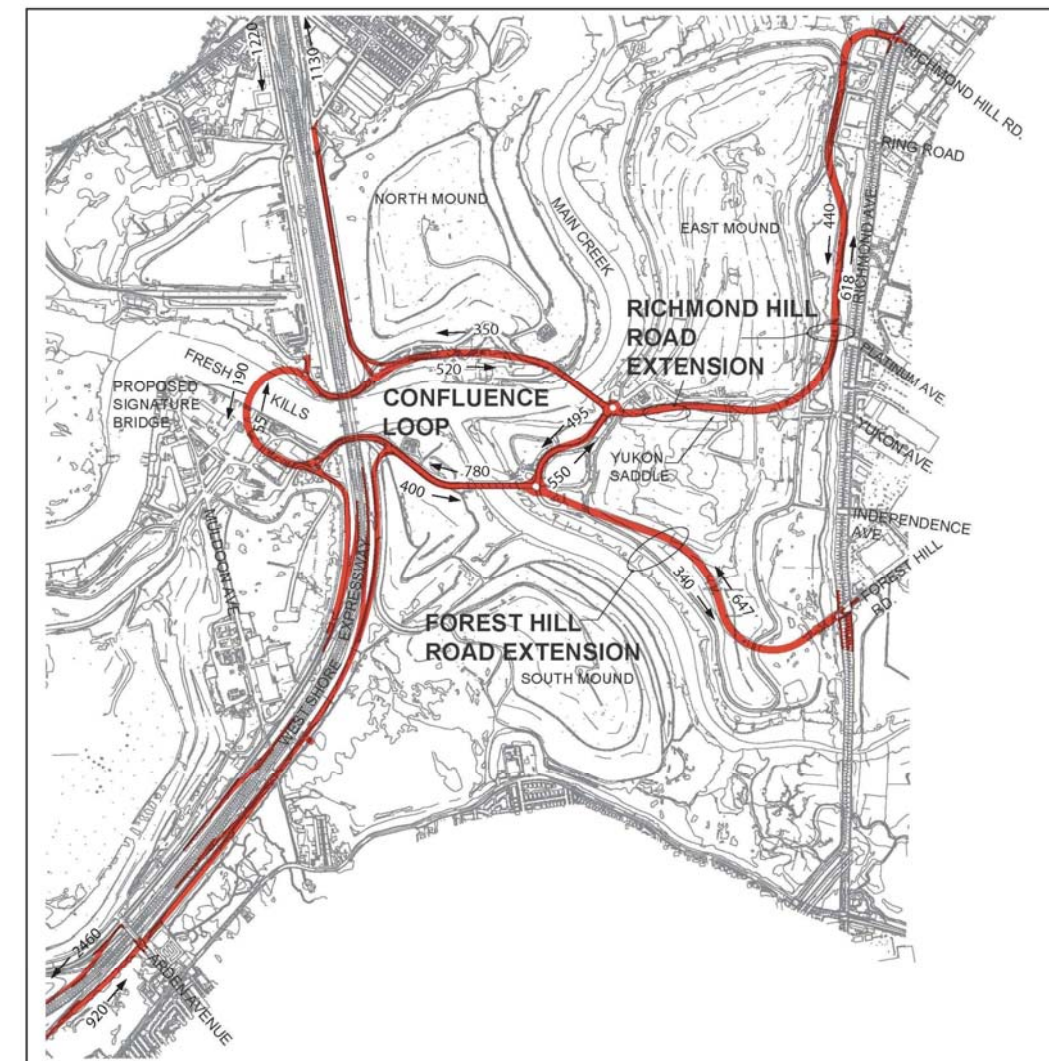 1220
1130
RICHMOND HILL RD.
RING ROAD
NORTH MOUND
MAIN CREEK
EAST MOUND
440
618
RICHMOND AVE.
RICHMOND HILL
ROAD
EXTENSION
350
520
PLATINUM AVE.
FRESH
KILLS
190
PROPOSED
SIGNATURE
BRIDGE
CONFLUENCE
LOOP
495
550
YUKON
SADDLE
YUKON AVE.
780
400
INDEPENDENCE
AVE.
MULDOON AVE.
WEST SHORE EXPRESSWAY
340
647
FOREST HILL
RD.
FOREST HILL
ROAD EXTENSION
SOUTH MOUND
2460
920
ARDEN AVENUE